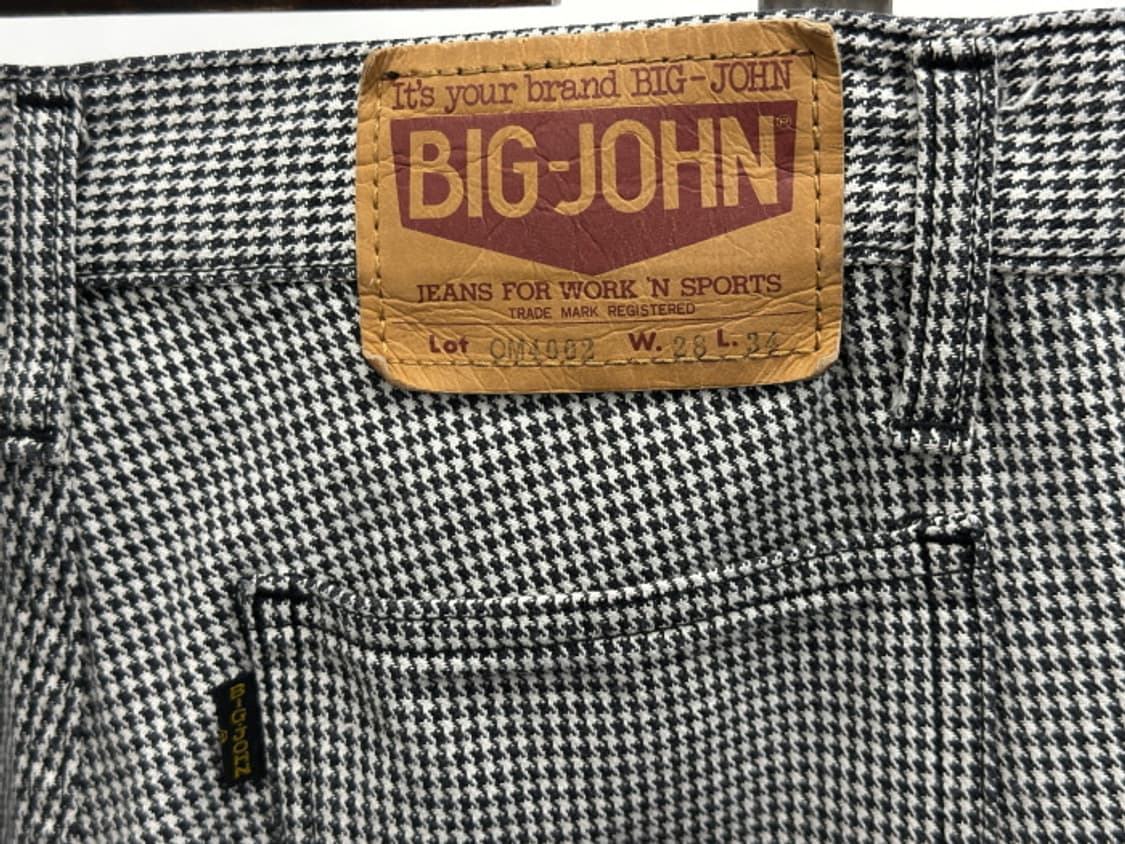 It's your brand BIG-JOHN
BIG-JOHN®
JEANS FOR WORK 'N SPORTS
TRADE MARK REGISTERED
Lot OM4002 W. 28 L. 34
BIG-JOHN
®